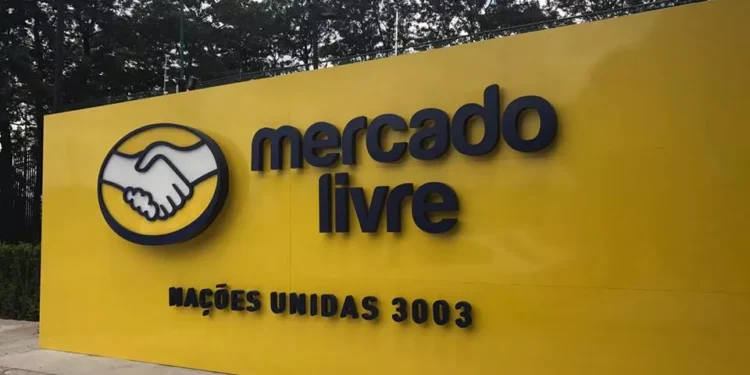 mercado
livre
NAÇÕES UNIDAS 3003